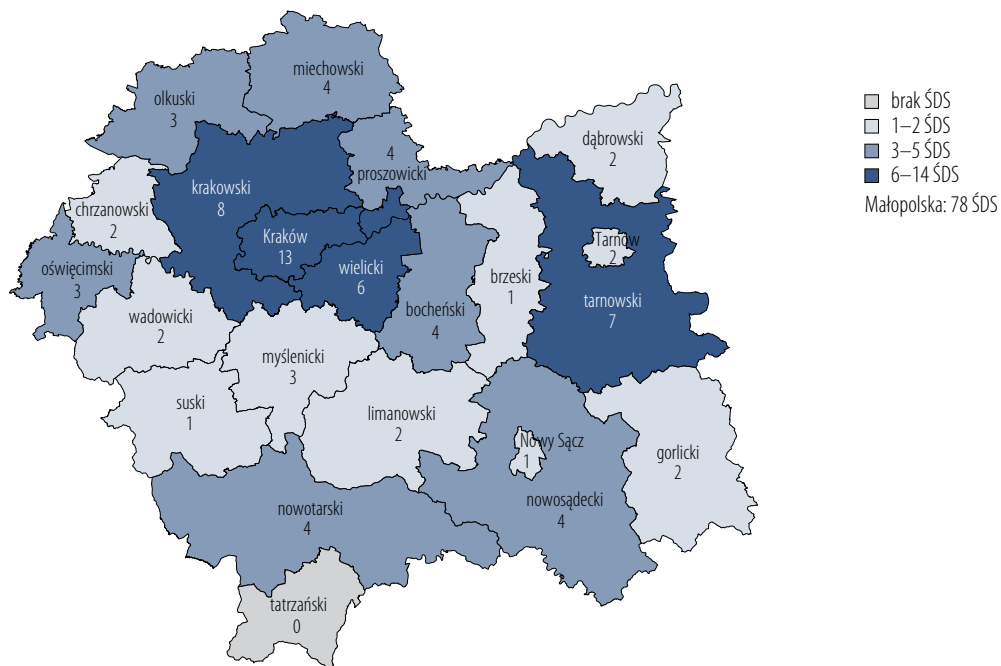 miechowski
4
olkuski
3
dąbrowski
2
4
proszowicki
krakowski
8
chrzanowski
2
Kraków
13
wielicki
6
Tarnów
2
oświęcimski
3
brzeski
1
tarnowski
7
bocheński
4
wadowicki
2
myślenicki
3
suski
1
limanowski
2
Nowy Sącz
1
gorlicki
2
nowosądecki
4
nowotarski
4
tatrzański
0
brak ŚDS
1–2 ŚDS
3–5 ŚDS
6–14 ŚDS
Małopolska: 78 ŚDS